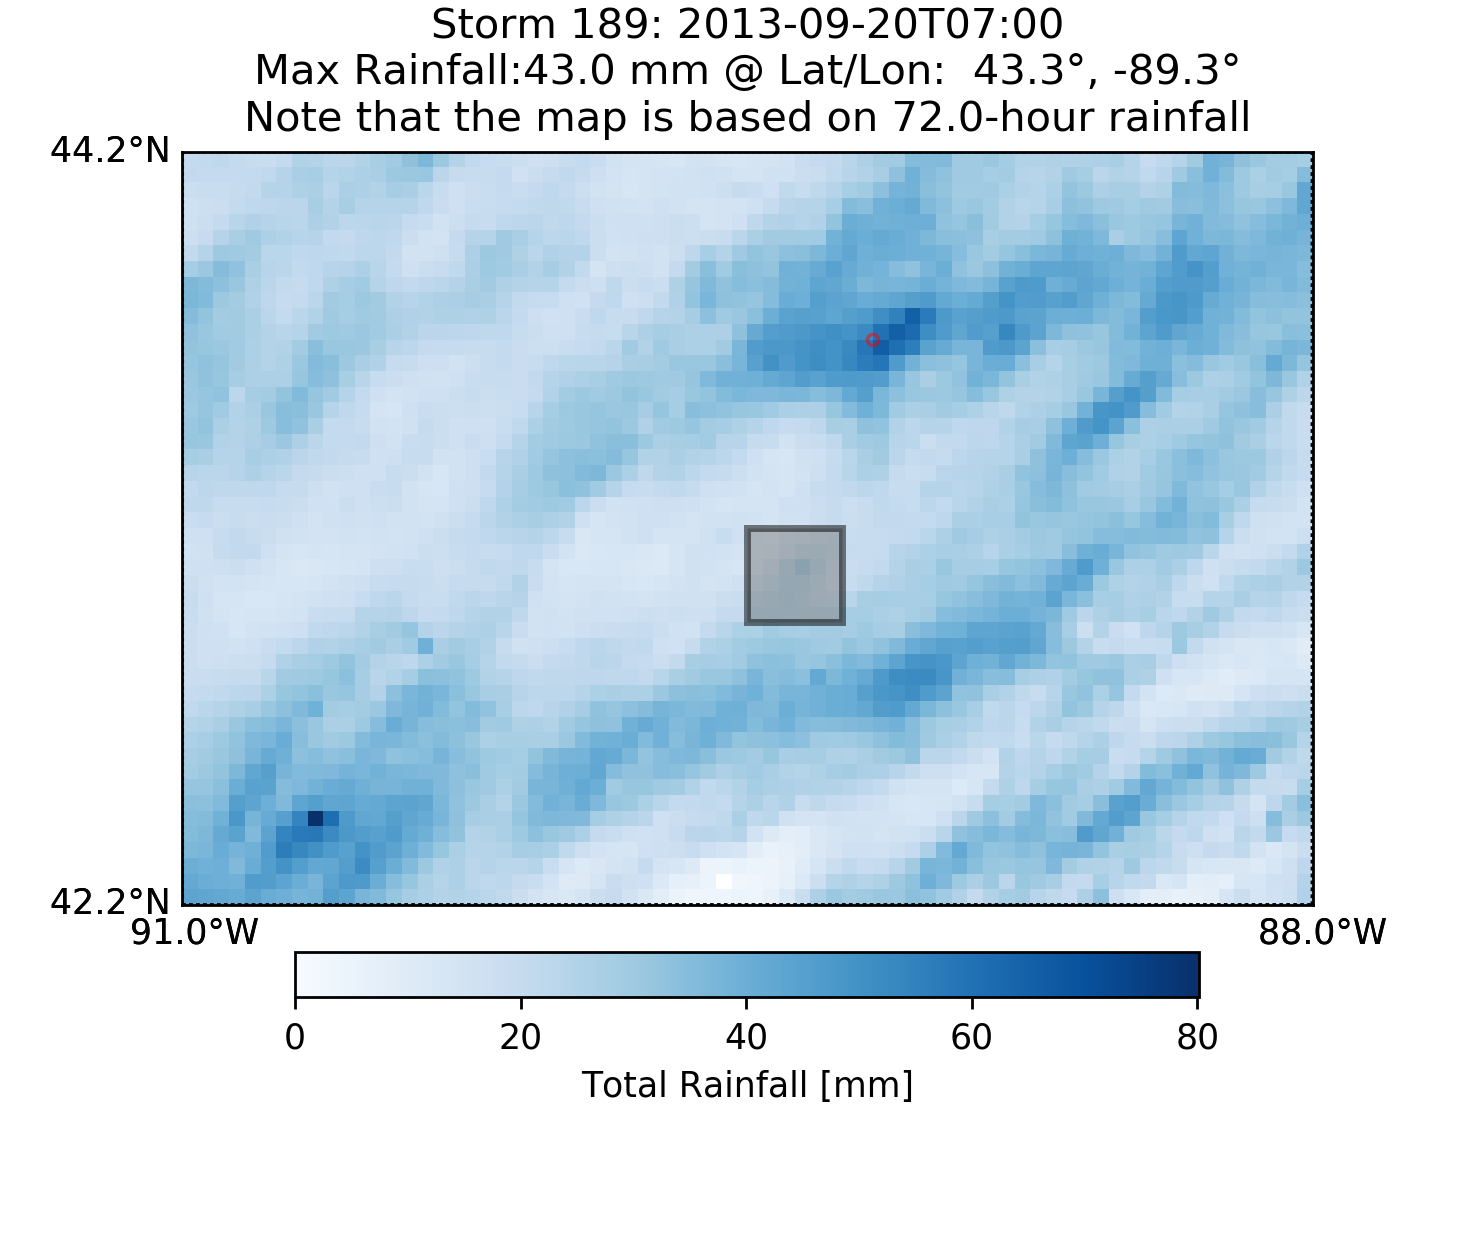 Storm 189: 2013-09-20T07:00
Max Rainfall:43.0 mm @ Lat/Lon:  43.3°, -89.3°
Note that the map is based on 72.0-hour rainfall
44.2°N
42.2°N
91.0°W 88.0°W
0 20 40 60 80
Total Rainfall [mm]